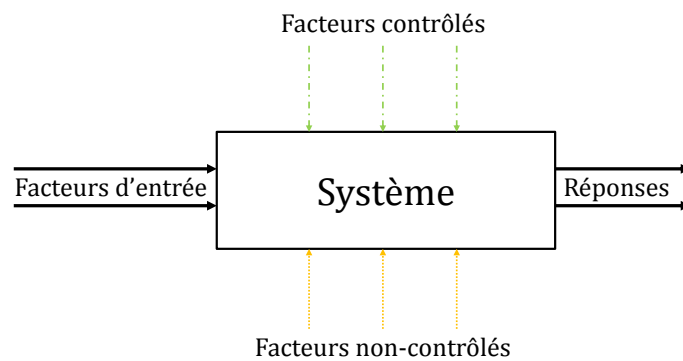 Facteurs contrôlés
Facteurs d’entrée
Système
Réponses
Facteurs non-contrôlés